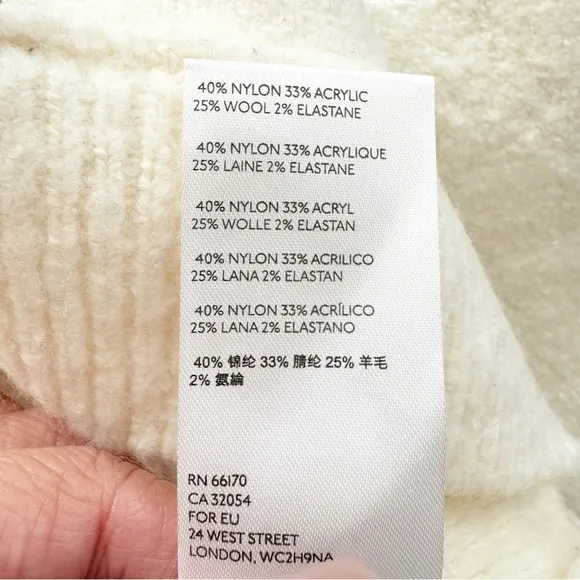 40% NYLON 33% ACRYLIC
25% WOOL 2% ELASTANE
40% NYLON 33% ACRYLIQUE
25% LAINE 2% ELASTANE
40% NYLON 33% ACRYL
25% WOLLE 2% ELASTAN
40% NYLON 33% ACRILICO
25% LANA 2% ELASTAN
40% NYLON 33% ACRÍLICO
25% LANA 2% ELASTANO
40% 锦纶 33% 腈纶 25% 羊毛
2% 氨綸
RN 66170
CA 32054
FOR EU
24 WEST STREET
LONDON, WC2H9NA